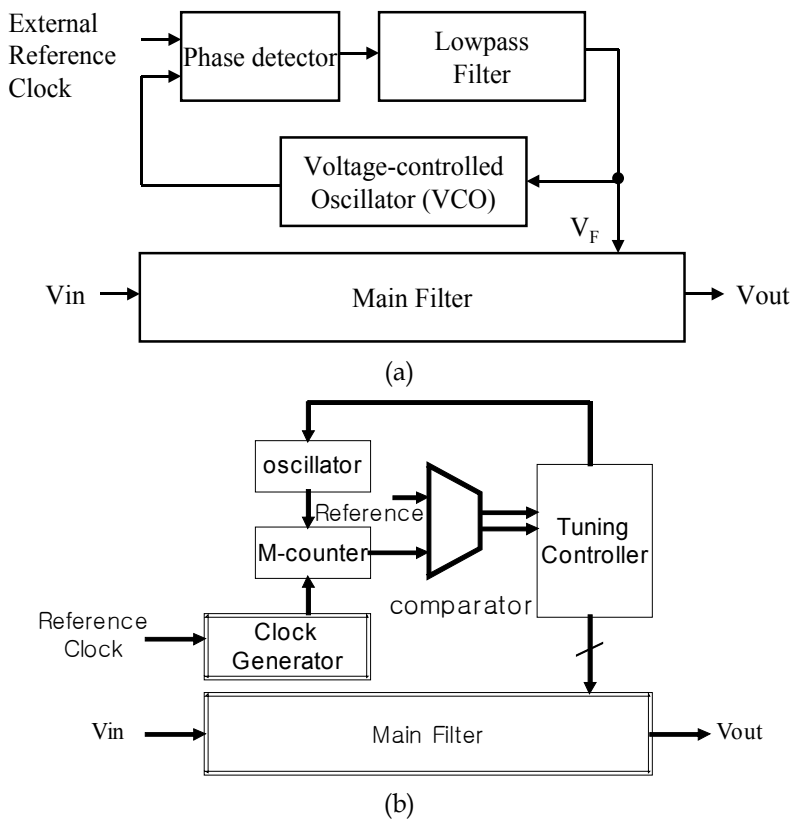 External
Reference
Clock
Phase detector
Lowpass
Filter
Voltage-controlled
Oscillator (VCO)
V_F
Vin
Main Filter
Vout
(a)
oscillator
Reference
M-counter
Tuning
Controller
comparator
Reference
Clock
Clock
Generator
Vin
Main Filter
Vout
(b)